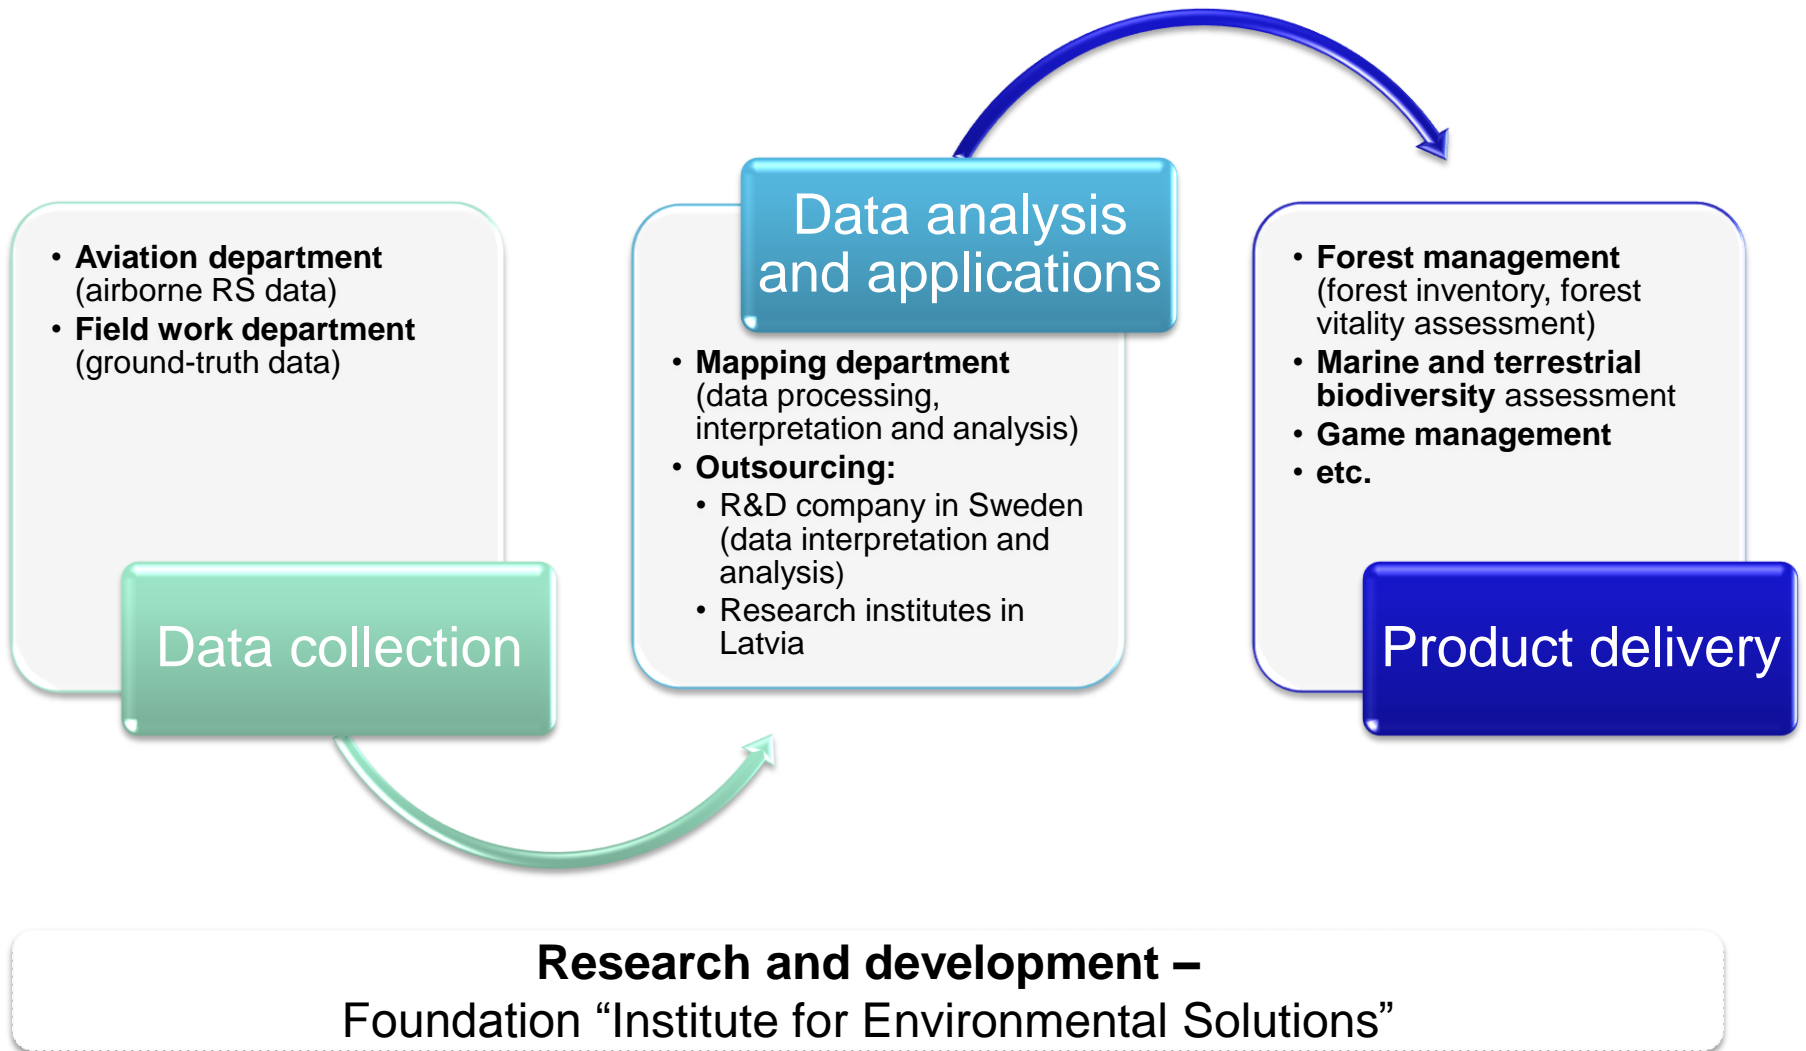 • Aviation department
(airborne RS data)
• Field work department
(ground-truth data)
Data collection
Data analysis
and applications
• Mapping department
(data processing,
interpretation and analysis)
• Outsourcing:
• R&D company in Sweden
(data interpretation and
analysis)
• Research institutes in
Latvia
• Forest management
(forest inventory, forest
vitality assessment)
• Marine and terrestrial
biodiversity assessment
• Game management
• etc.
Product delivery
Research and development –
Foundation “Institute for Environmental Solutions”